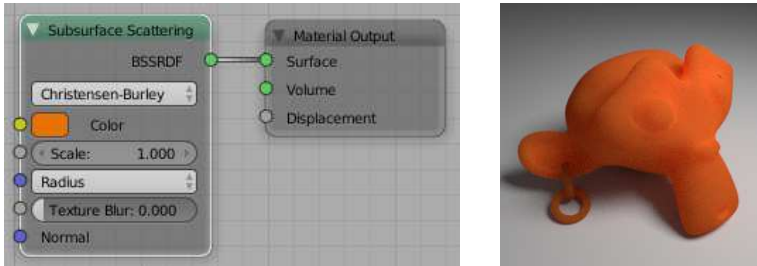 Subsurface Scattering
BSSRDF
Christensen-Burley
Color
Scale: 1.000
Radius
Texture Blur: 0.000
Normal
Material Output
Surface
Volume
Displacement